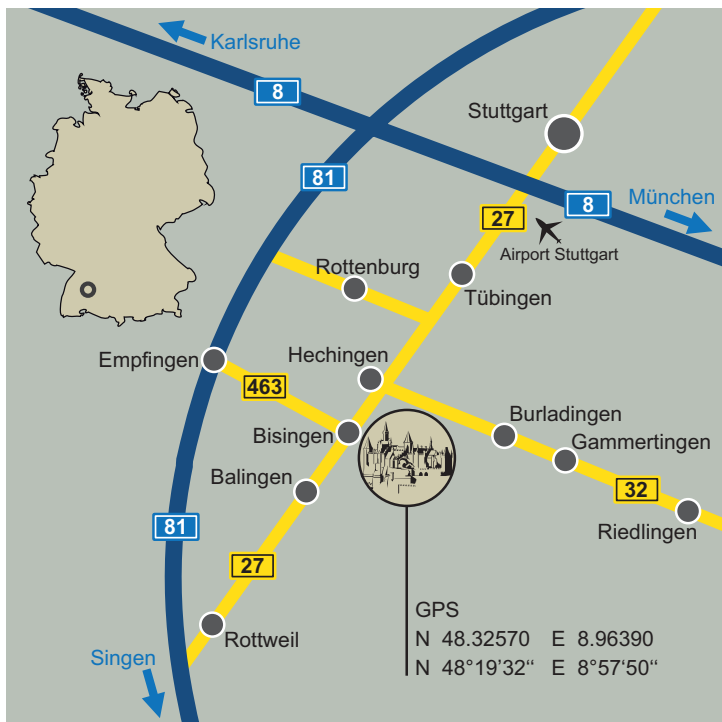 Karlsruhe
8
Stuttgart
81
München
8
27
Airport Stuttgart
Rottenburg
Tübingen
Empfingen
Hechingen
463
Burladingen
Bisingen
Gammertingen
Balingen
32
81
Riedlingen
27
GPS
Rottweil
N 48.32570 E 8.96390
Singen
N 48°19'32“ E 8°57‘50“